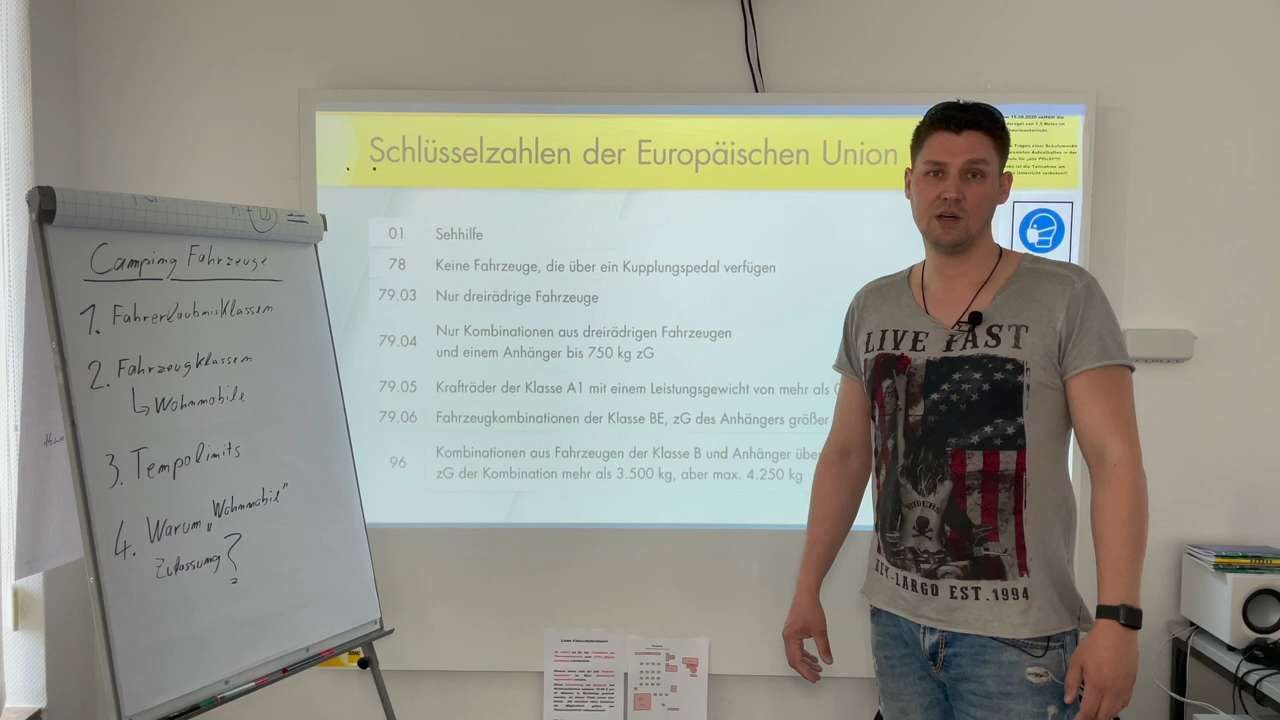 Camping Fahrzeuge
1. Fahrerlaubnisklassen
2. Fahrzeugklassen
↳ Wohnmobile
3. Tempolimits
4. Warum „Wohnmobil"
Zulassung?
Schlüsselzahlen der Europäischen Union
01 Sehhilfe
78 Keine Fahrzeuge, die über ein Kupplungspedal verfügen
79.03 Nur dreirädrige Fahrzeuge
79.04 Nur Kombinationen aus dreirädrigen Fahrzeugen
und einem Anhänger bis 750 kg zG
79.05 Krafträder der Klasse A1 mit einem Leistungsgewicht von mehr als
79.06 Fahrzeugkombinationen der Klasse BE, zG des Anhängers größer
96 Kombinationen aus Fahrzeugen der Klasse B und Anhänger über
zG der Kombination mehr als 3.500 kg, aber max. 4.250 kg
LIVE FAST
RIDERS
KEY-LARGO EST.1994